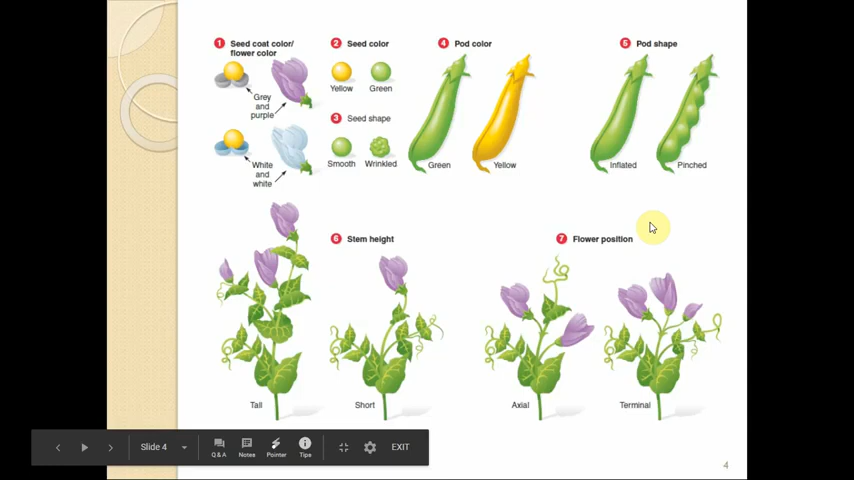 1 Seed coat color/
flower color
Grey
and
purple
White
and
white
2 Seed color
Yellow Green
3 Seed shape
Smooth Wrinkled
4 Pod color
Green Yellow
5 Pod shape
Inflated Pinched
6 Stem height
Tall Short
7 Flower position
Axial Terminal
Slide 4
Q & A Notes Pointer Tips
EXIT
4